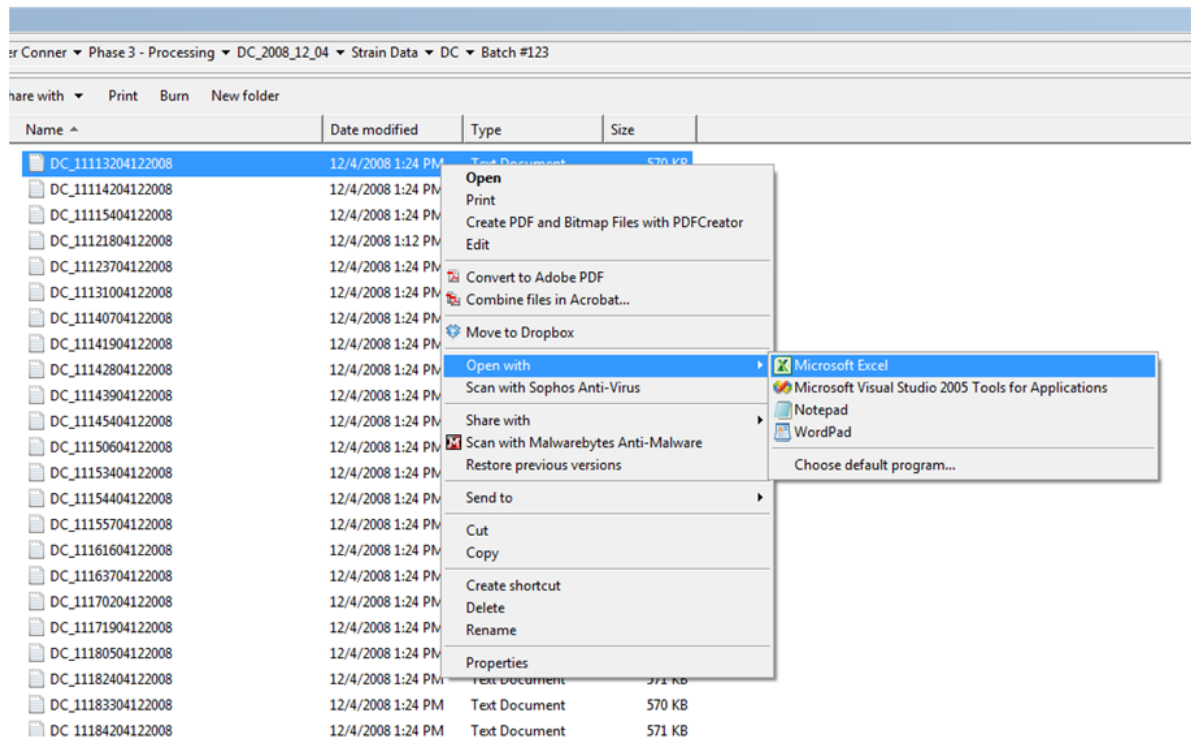 er Conner ▾ Phase 3 - Processing ▾ DC_2008_12_04 ▾ Strain Data ▾ DC ▾ Batch #123
hare with ▾ Print Burn New folder
Name Date modified Type Size
DC_11113204122008 12/4/2008 1:24 PM Text Document 570 KB
DC_11114204122008 12/4/2008 1:24 PM
DC_11115404122008 12/4/2008 1:24 PM
DC_11121804122008 12/4/2008 1:12 PM
DC_11123704122008 12/4/2008 1:24 PM
DC_11131004122008 12/4/2008 1:24 PM
DC_11140704122008 12/4/2008 1:24 PM
DC_11141904122008 12/4/2008 1:24 PM
DC_11142804122008 12/4/2008 1:24 PM
DC_11143904122008 12/4/2008 1:24 PM
DC_11145404122008 12/4/2008 1:24 PM
DC_11150604122008 12/4/2008 1:24 PM
DC_11153404122008 12/4/2008 1:24 PM
DC_11154404122008 12/4/2008 1:24 PM
DC_11155704122008 12/4/2008 1:24 PM
DC_11161604122008 12/4/2008 1:24 PM
DC_11163704122008 12/4/2008 1:24 PM
DC_11170204122008 12/4/2008 1:24 PM
DC_11171904122008 12/4/2008 1:24 PM
DC_11180504122008 12/4/2008 1:24 PM
DC_11182404122008 12/4/2008 1:24 PM Text Document 571 KB
DC_11183304122008 12/4/2008 1:24 PM Text Document 570 KB
DC_11184204122008 12/4/2008 1:24 PM Text Document 571 KB
Open
Print
Create PDF and Bitmap Files with PDFCreator
Edit
Convert to Adobe PDF
Combine files in Acrobat...
Move to Dropbox
Open with
Scan with Sophos Anti-Virus
Share with
Scan with Malwarebytes Anti-Malware
Restore previous versions
Send to
Cut
Copy
Create shortcut
Delete
Rename
Properties
Microsoft Excel
Microsoft Visual Studio 2005 Tools for Applications
Notepad
WordPad
Choose default program...